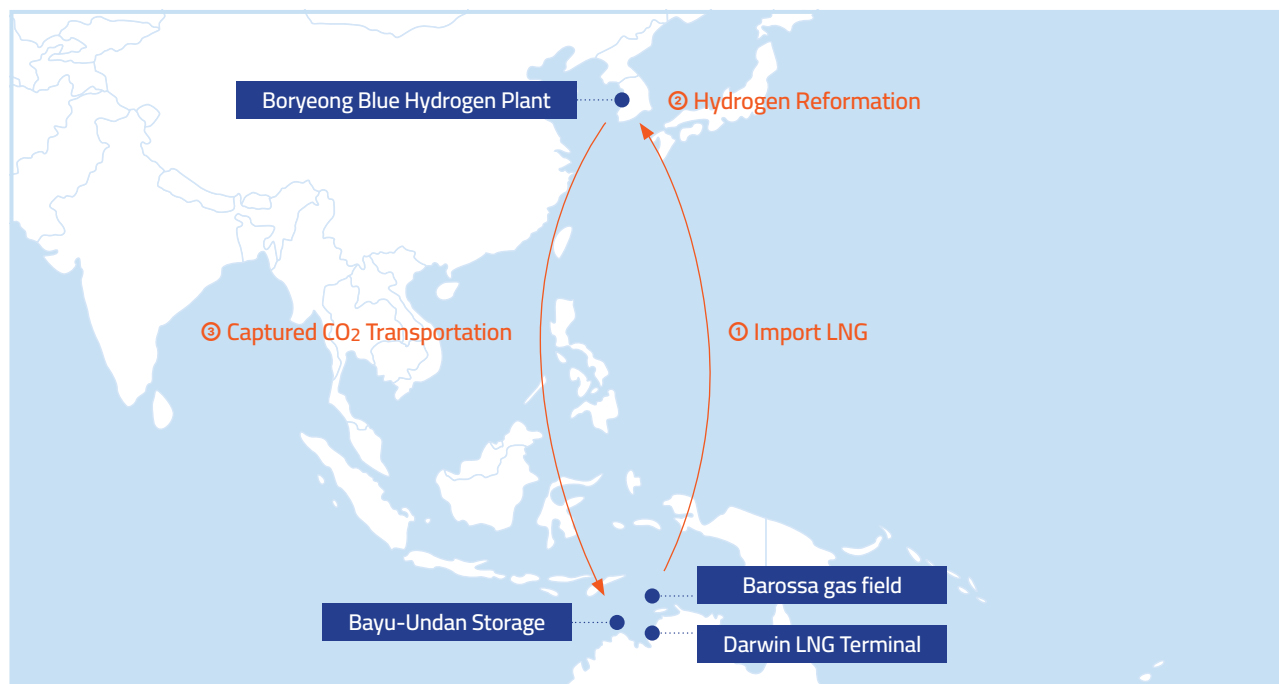 Boryeong Blue Hydrogen Plant
② Hydrogen Reformation
③ Captured CO2 Transportation
① Import LNG
Barossa gas field
Bayu-Undan Storage
Darwin LNG Terminal